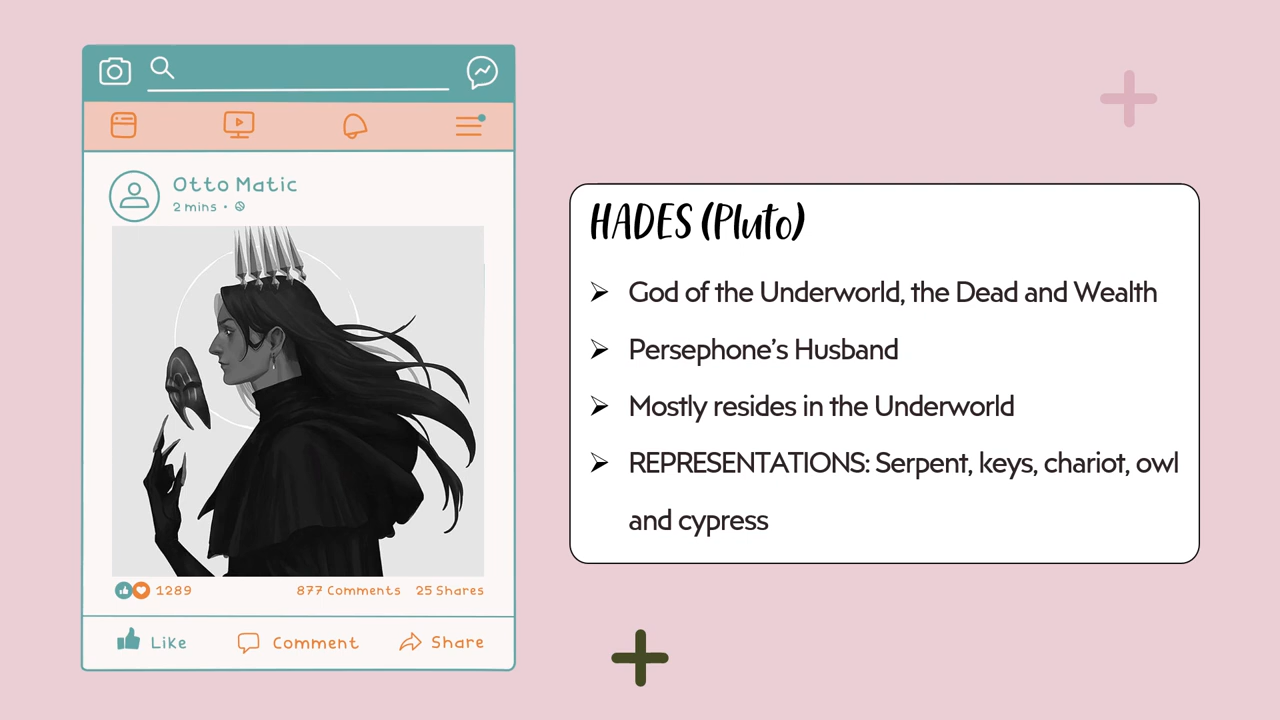 Otto Matic
2 mins •
1289 877 Comments 25 Shares
Like Comment Share
HADES (Pluto)
➢ God of the Underworld, the Dead and Wealth
➢ Persephone’s Husband
➢ Mostly resides in the Underworld
➢ REPRESENTATIONS: Serpent, keys, chariot, owl
and cypress